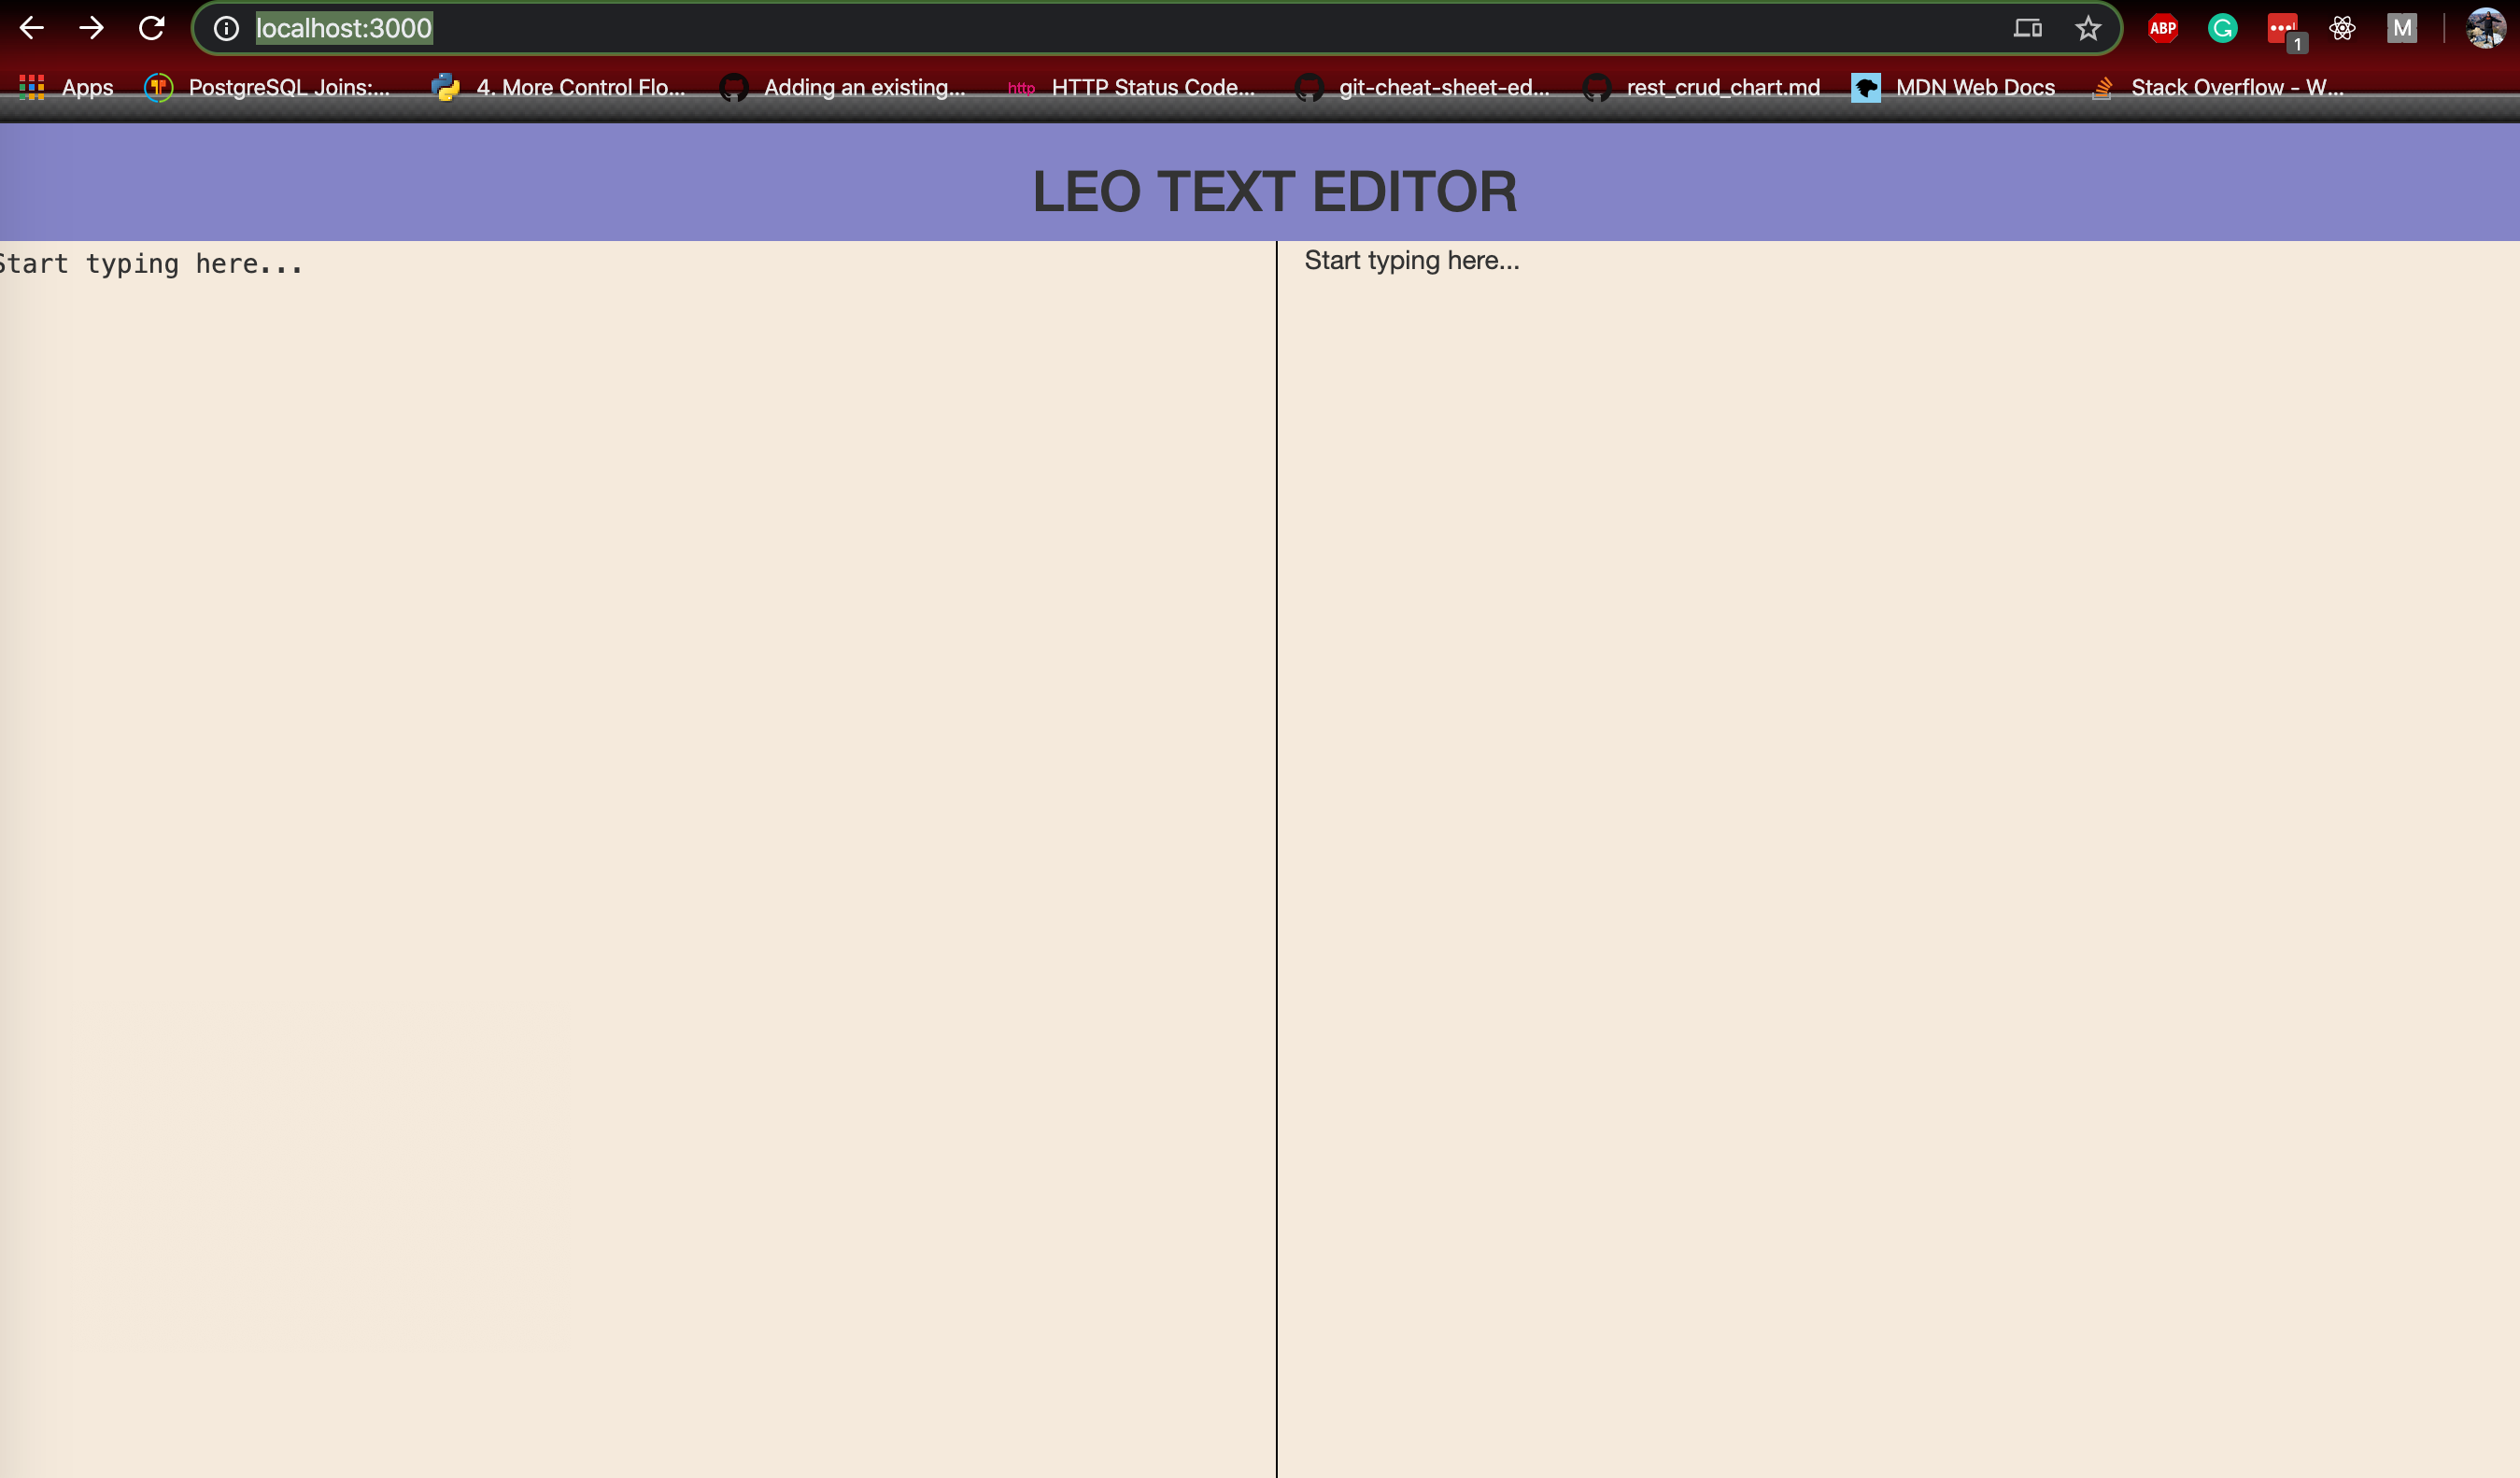 localhost:3000
ABP
G
1
M
Apps PostgreSQL Joins:... 4. More Control Flo... Adding an existing... http HTTP Status Code... git-cheat-sheet-ed... rest_crud_chart.md MDN Web Docs Stack Overflow - W...
LEO TEXT EDITOR
Start typing here...
Start typing here...